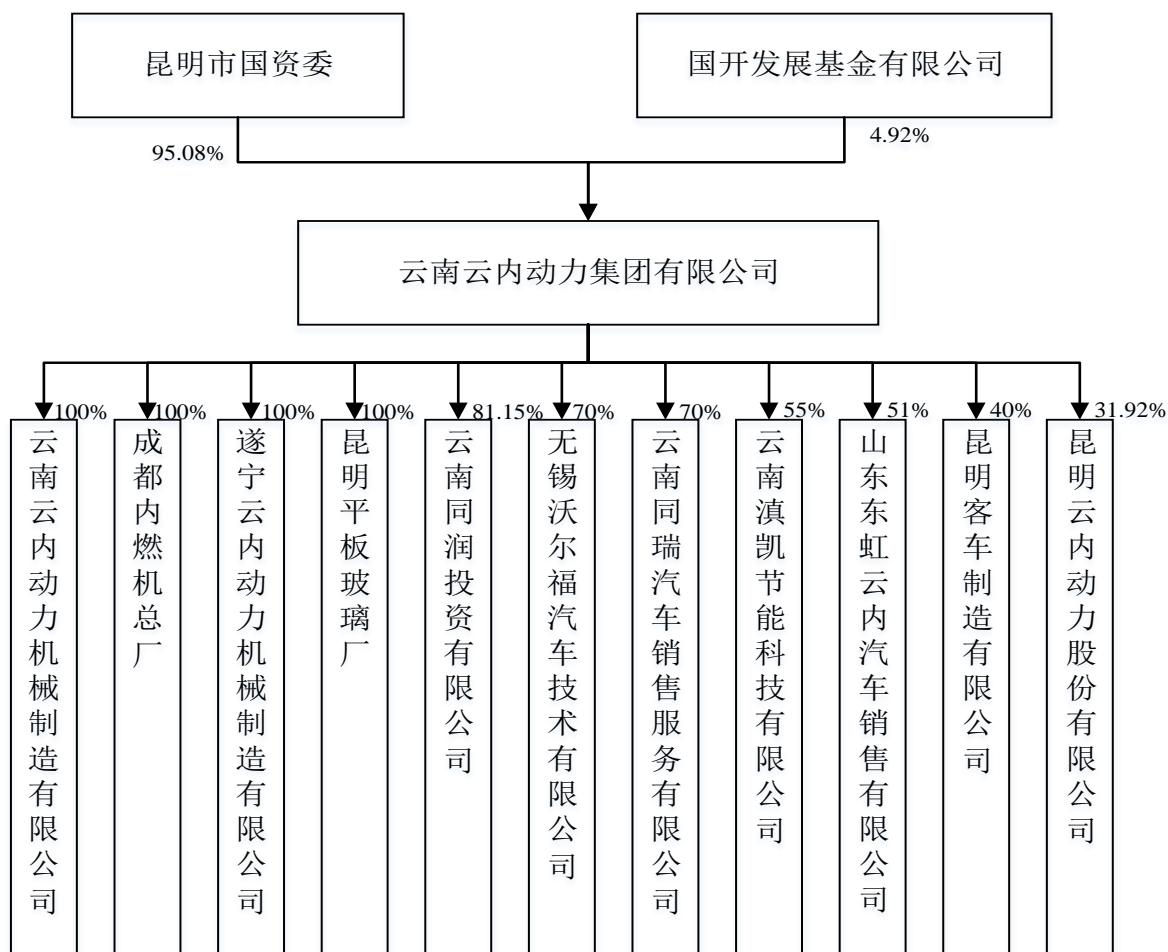 昆明市国资委
国开发展基金有限公司
95.08%
4.92%
云南云内动力集团有限公司
100%
100%
100%
100%
81.15%
70%
70%
55%
51%
40%
31.92%
云南云内动力机械制造有限公司
成都内燃机总厂
遂宁云内动力机械制造有限公司
昆明平板玻璃厂
云南同润投资有限公司
无锡沃尔福汽车技术有限公司
云南同瑞汽车销售服务有限公司
云南滇凯节能科技有限公司
山东东虹云内汽车销售有限公司
昆明客车制造有限公司
昆明云内动力股份有限公司